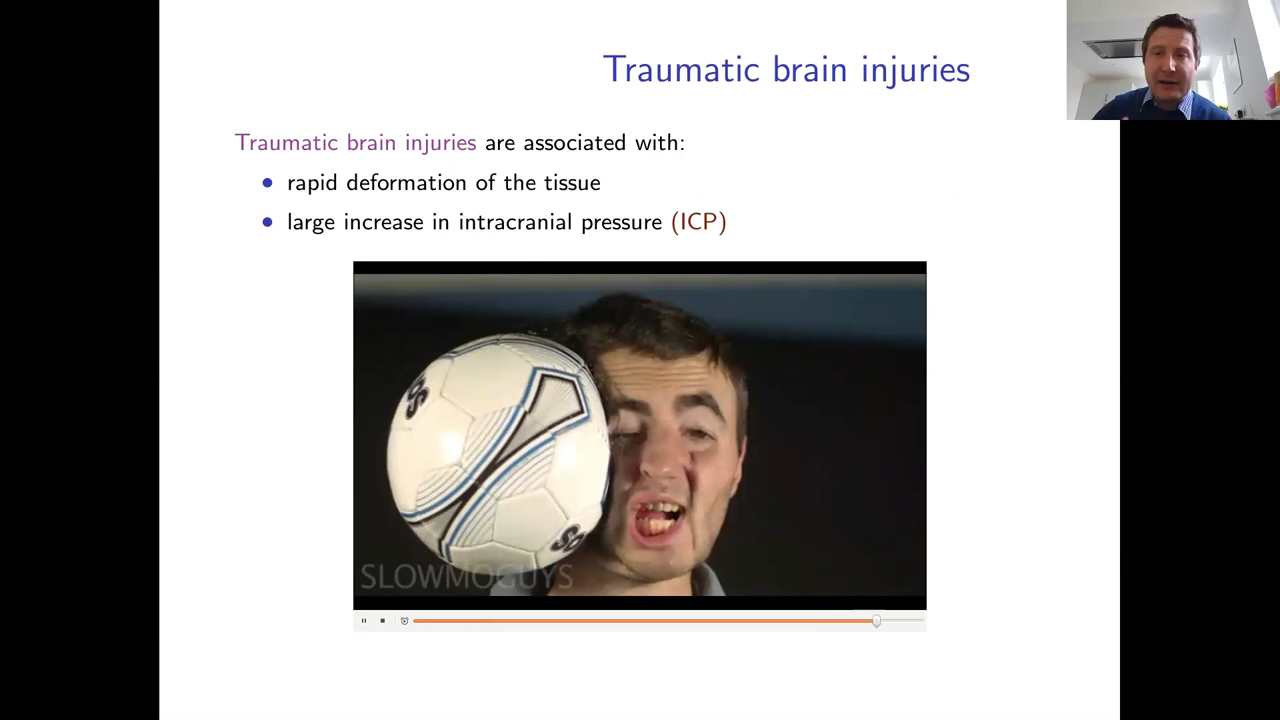 Traumatic brain injuries
Traumatic brain injuries are associated with:
• rapid deformation of the tissue
• large increase in intracranial pressure (ICP)
SLOWMOGUYS